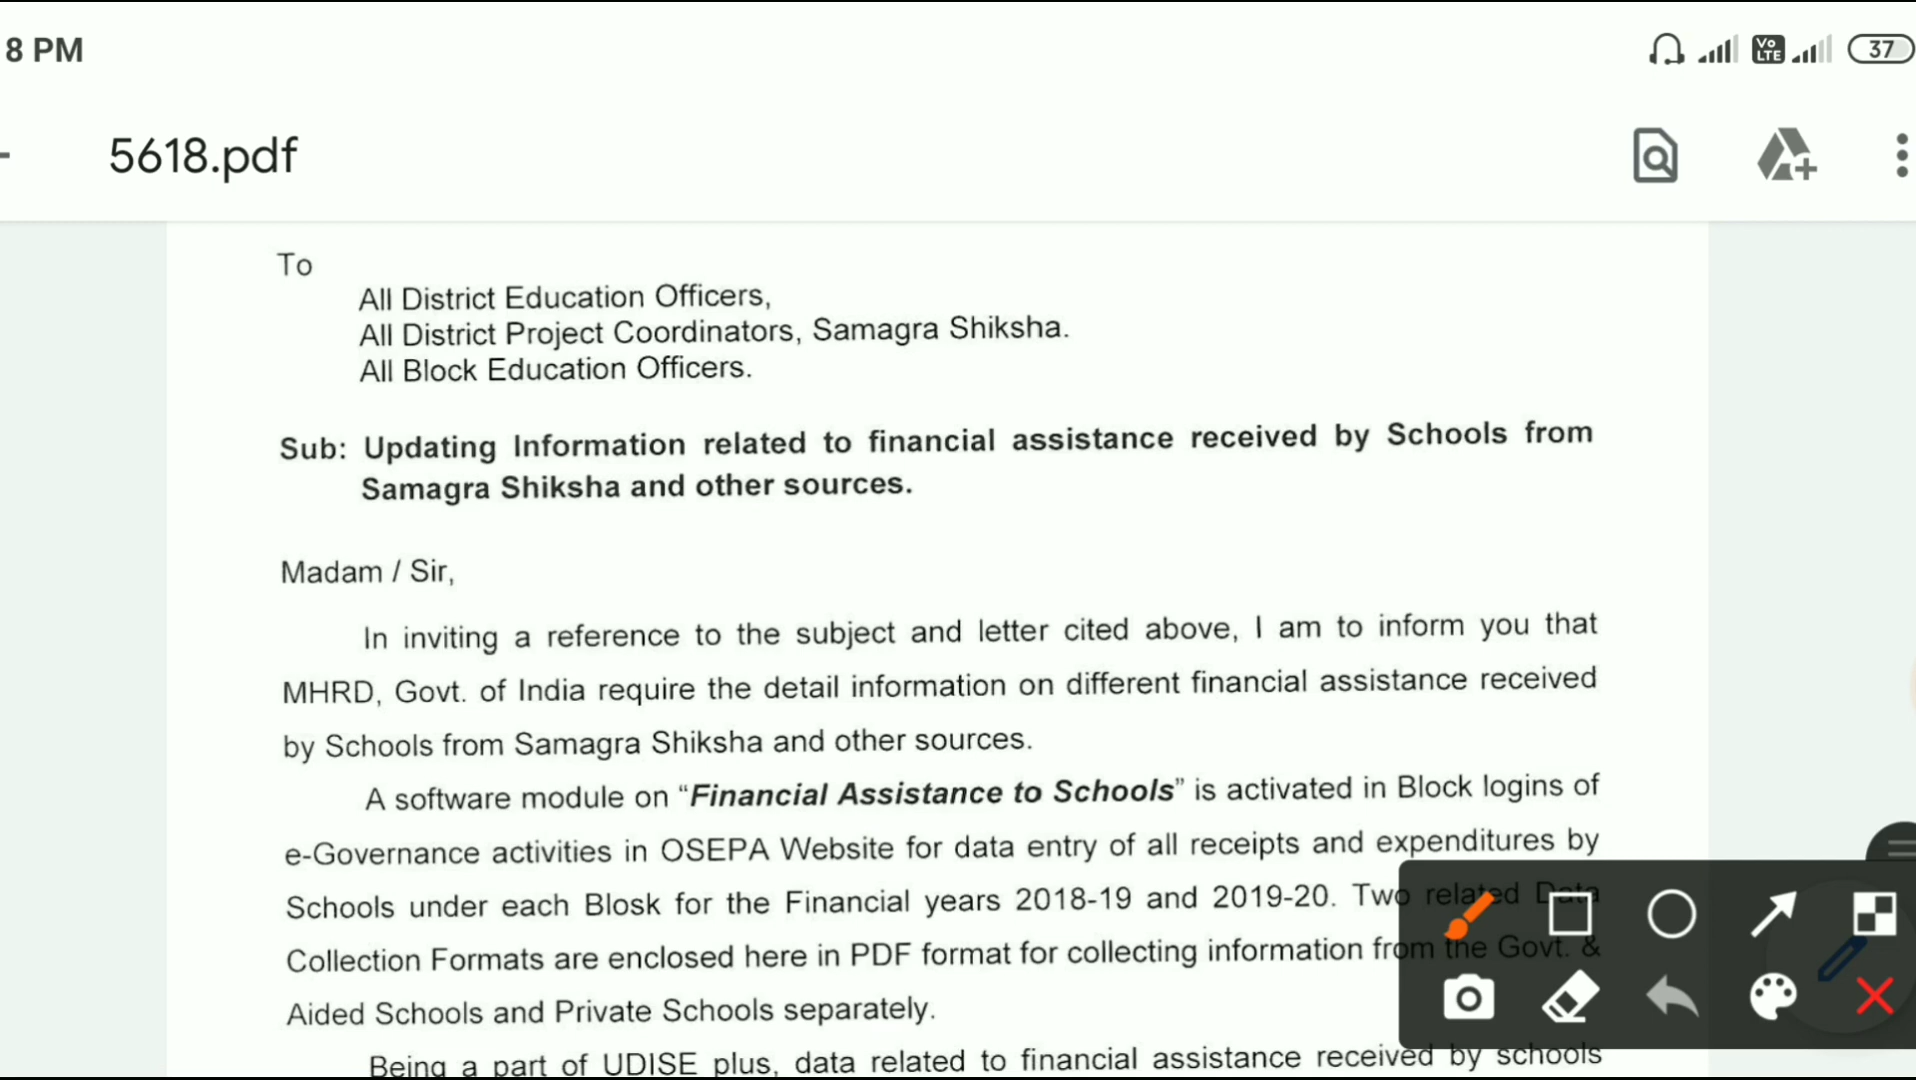 8 PM
Vo LTE
37
5618.pdf
To
All District Education Officers,
All District Project Coordinators, Samagra Shiksha.
All Block Education Officers.
Sub: Updating Information related to financial assistance received by Schools from
Samagra Shiksha and other sources.
Madam / Sir,
In inviting a reference to the subject and letter cited above, I am to inform you that
MHRD, Govt. of India require the detail information on different financial assistance received
by Schools from Samagra Shiksha and other sources.
A software module on “Financial Assistance to Schools” is activated in Block logins of
e-Governance activities in OSEPA Website for data entry of all receipts and expenditures by
Schools under each Blosk for the Financial years 2018-19 and 2019-20. Two related Data
Collection Formats are enclosed here in PDF format for collecting information from the Govt. &
Aided Schools and Private Schools separately.
Being a part of UDISE plus, data related to financial assistance received by schools